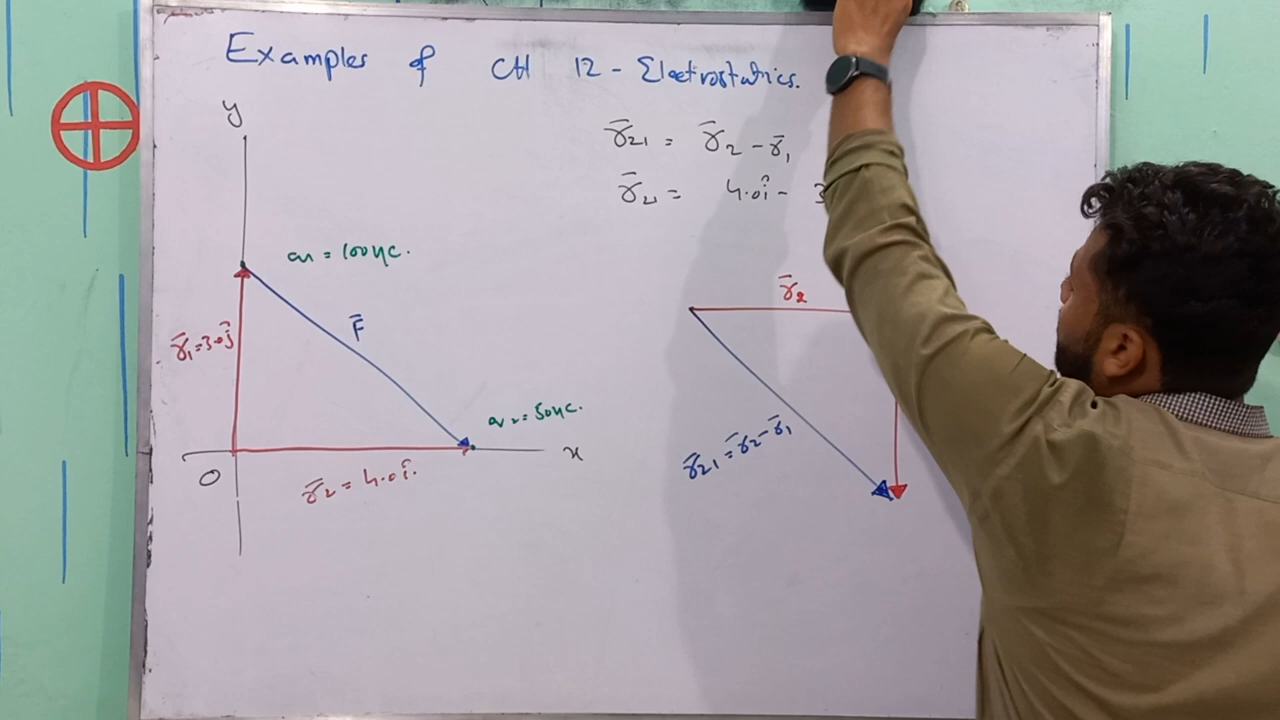 Examples of CH 12 - Electrostatics.
y
r̄₂₁ = r̄₂ - r̄₁
r̄₂₁ = 4.0î - 3
q₁ = 100μC.
r̄₂
F̄
r̄₁=3.0ĵ
q₂ = 50μC.
r̄₂₁ = r̄₂ - r̄₁
x
O
r̄₂ = 4.0î.